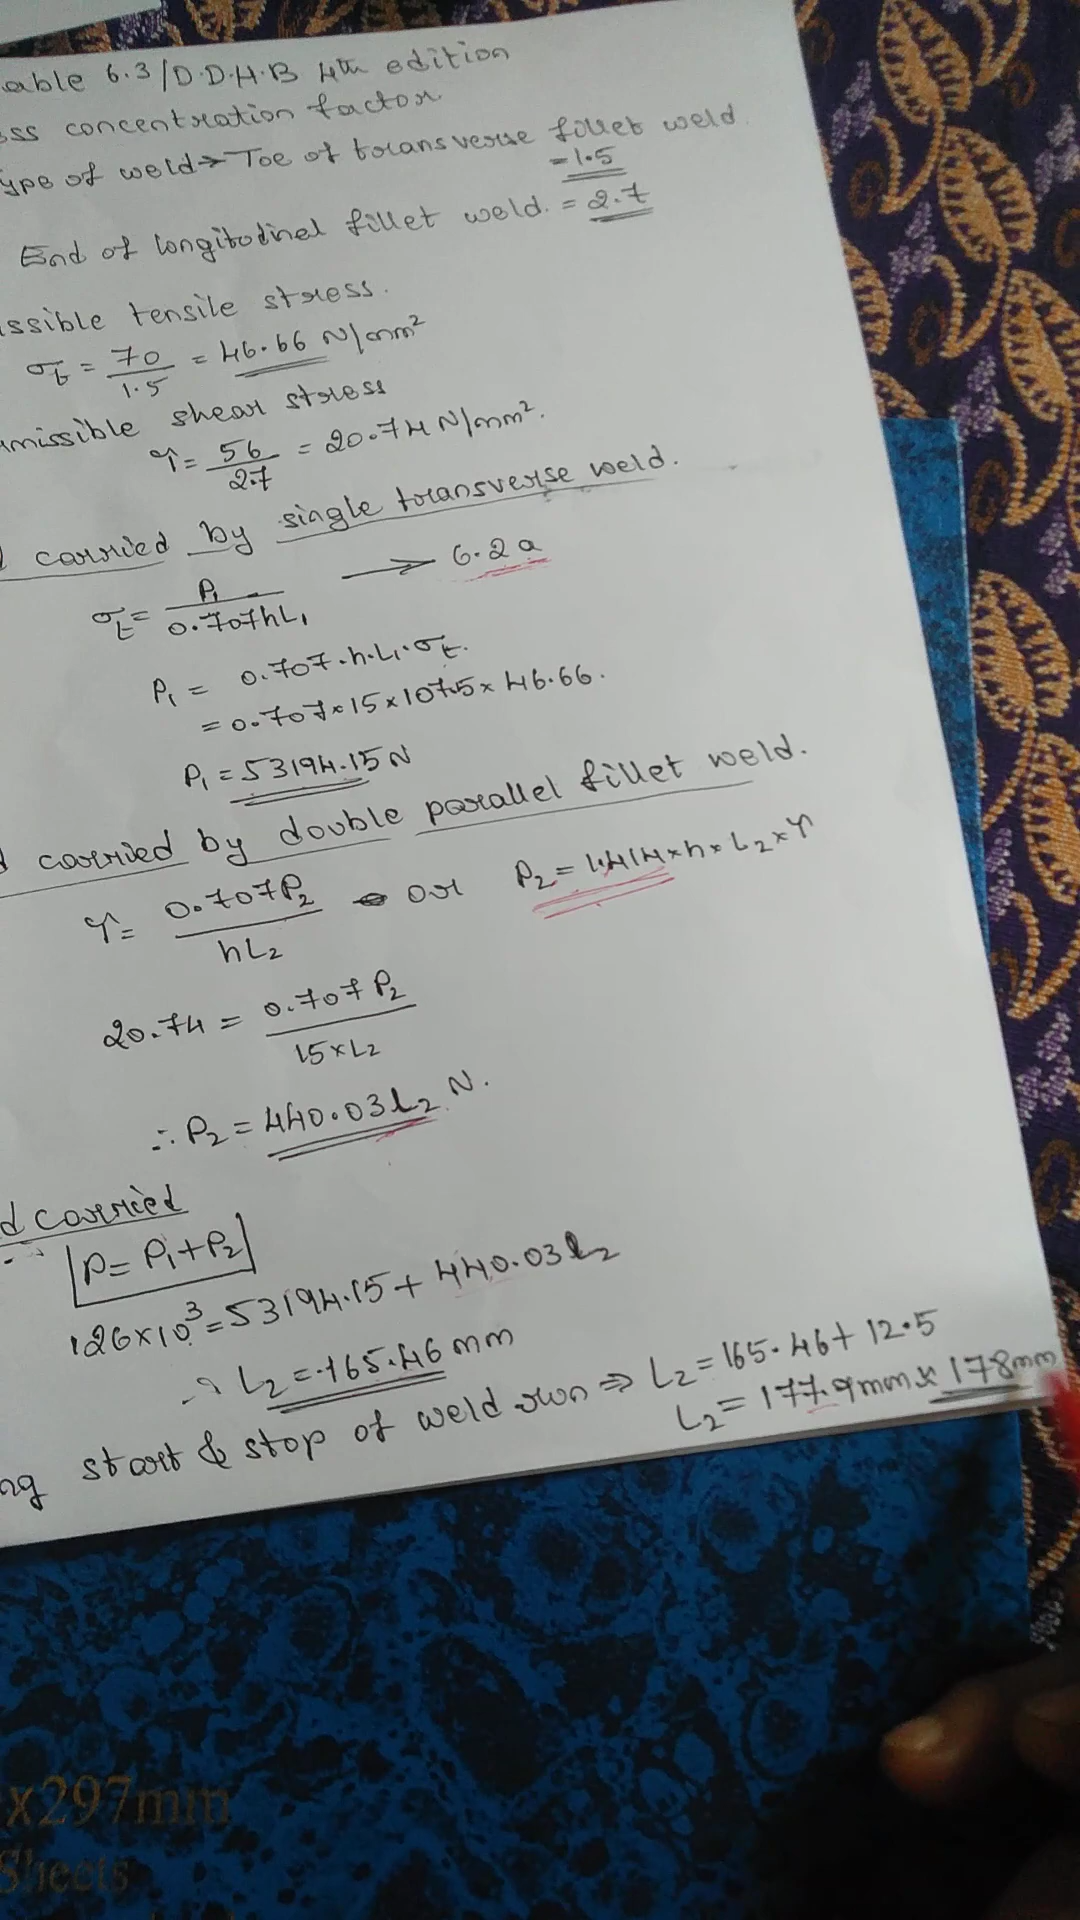 able 6.3/D.D.H.B 4th edition
ess concentration factor
ype of weld → Toe of transverse fillet weld
= 1.5
End of longitudinel fillet weld. = 2.7
issible tensile stress.
σt = 70/1.5 = 46.66 N/mm²
missible shear stress
τ = 56/2.7 = 20.74 N/mm².
d carried by single transverse weld.
σt = P1/0.707hL1 → 6.2a
P1 = 0.707.h.L1.σt.
= 0.707×15×107.5×46.66.
P1 = 53194.15 N
d carried by double parallel fillet weld.
τ = 0.707P2/hL2 or P2 = 1.414×h×L2×τ
20.74 = 0.707P2/15×L2
∴ P2 = 440.03L2 N.
d carried
P = P1+P2
126×10³ = 53194.15 + 440.03L2
∴ L2 = 165.46 mm
ng start & stop of weld run ⇒ L2 = 165.46 + 12.5
L2 = 177.9mm × 178mm
x297mm
Sheets